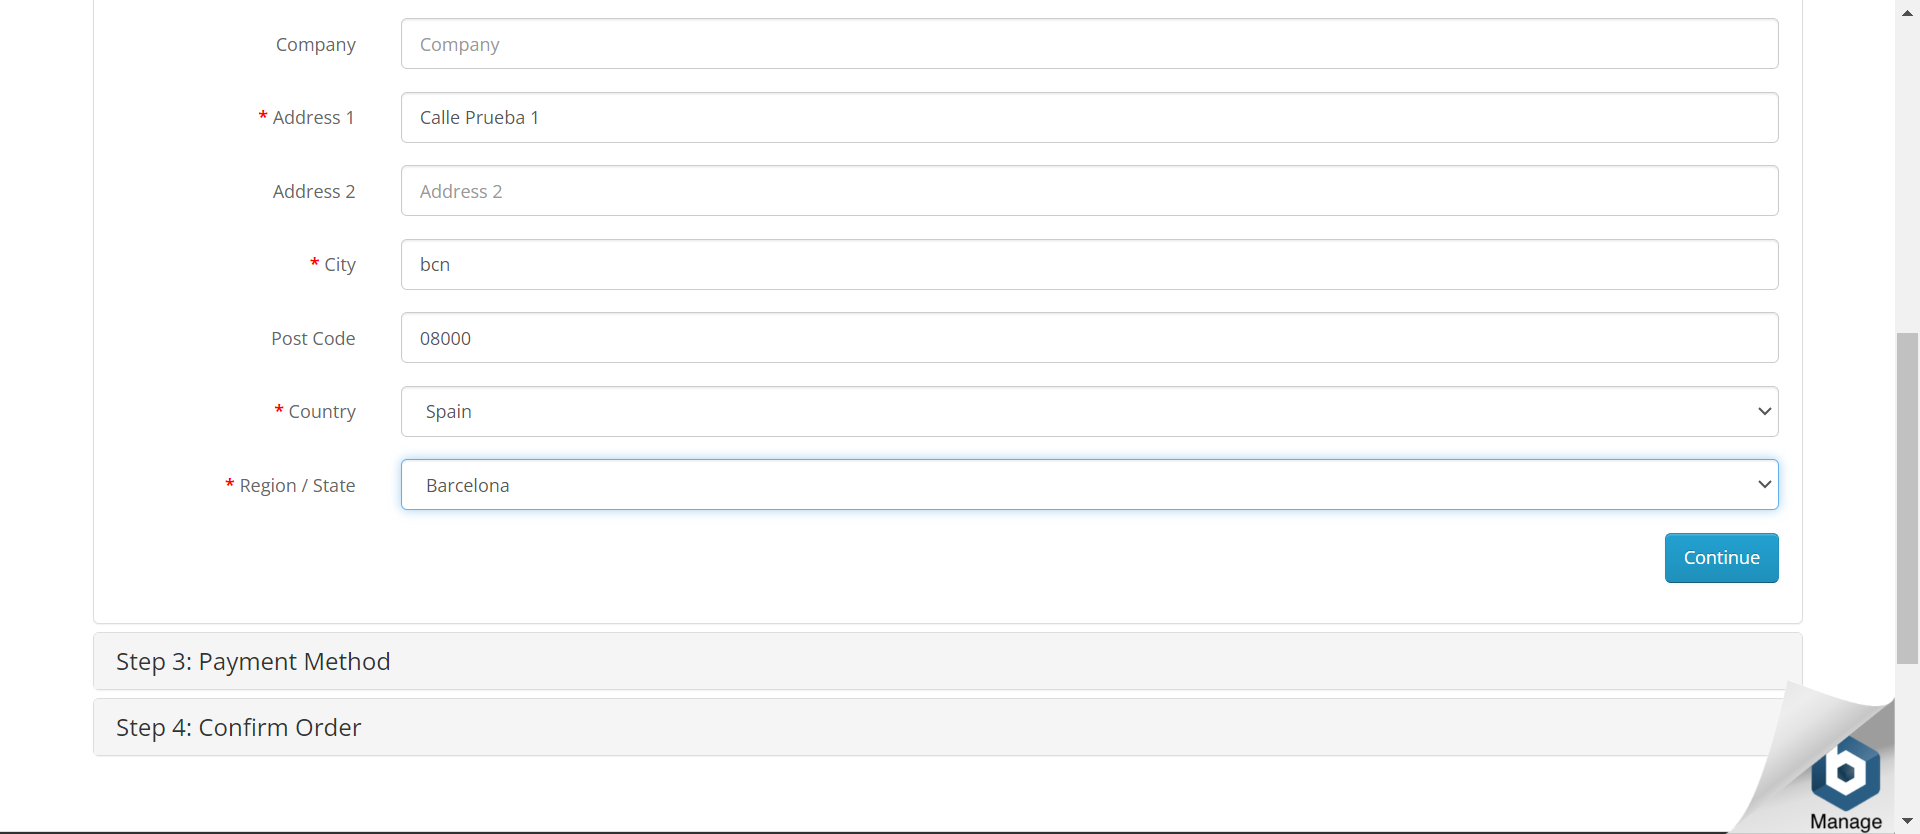 Company
Company
* Address 1
Calle Prueba 1
Address 2
Address 2
* City
bcn
Post Code
08000
* Country
Spain
* Region / State
Barcelona
Continue
Step 3: Payment Method
Step 4: Confirm Order
b
Manage